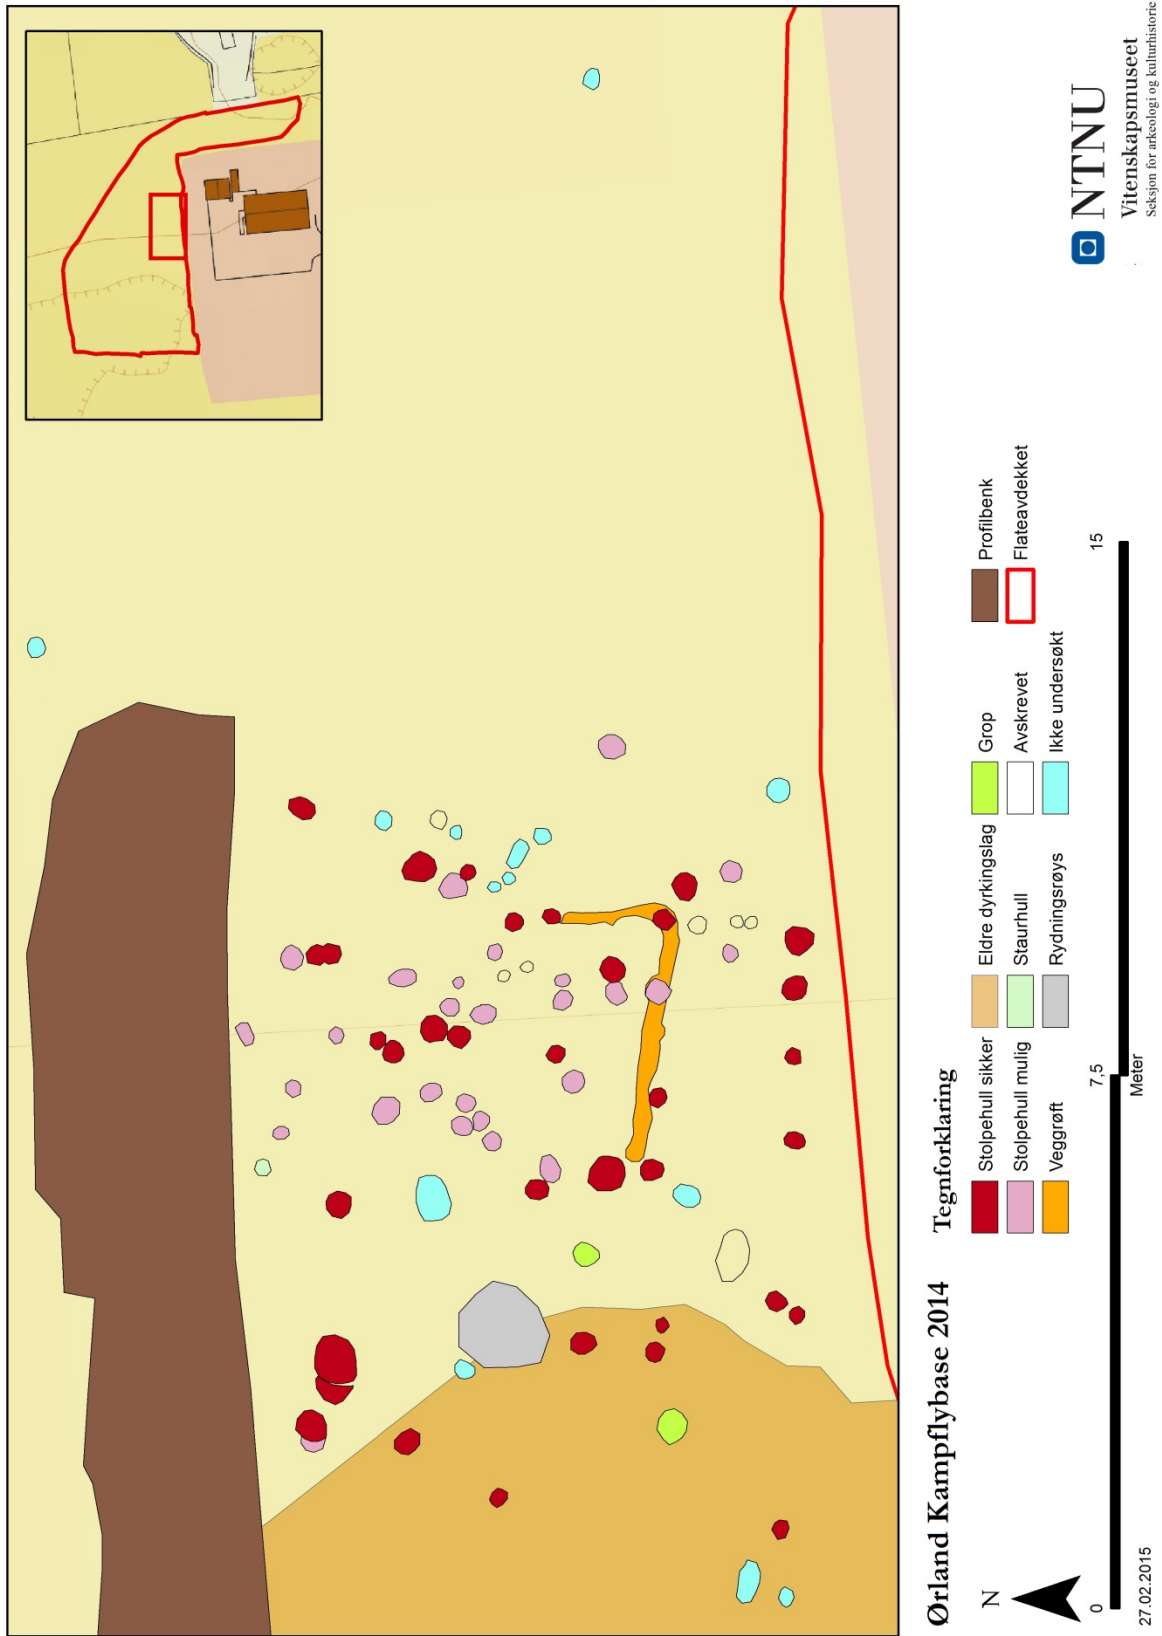 Ørland Kampflybase 2014
Tegnforklaring
Stolpehull sikker
Stolpehull mulig
Veggrøft
Eldre dyrkingslag
Staurhull
Rydningsrøys
Grop
Avskrevet
Ikke undersøkt
Profilbenk
Flateavdekket
N
0
7,5
15
Meter
27.02.2015
NTNU
Vitenskapsmuseet
Seksjon for arkeologi og kulturhistorie